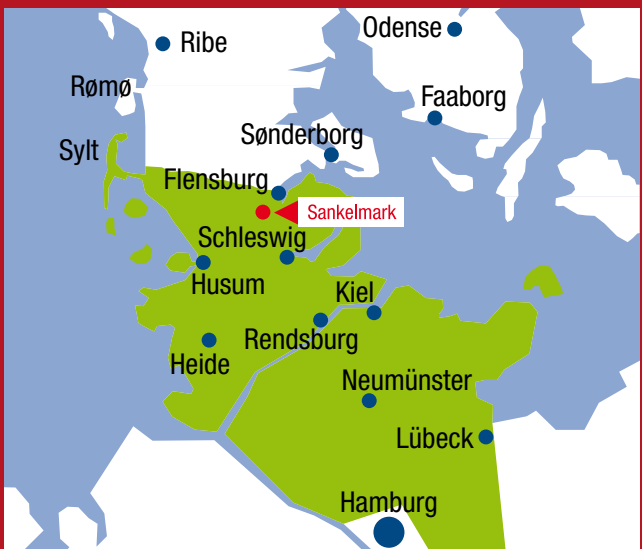 Odense
Ribe
Rømø
Faaborg
Sønderborg
Sylt
Flensburg
Sankelmark
Schleswig
Husum
Kiel
Rendsburg
Heide
Neumünster
Lübeck
Hamburg